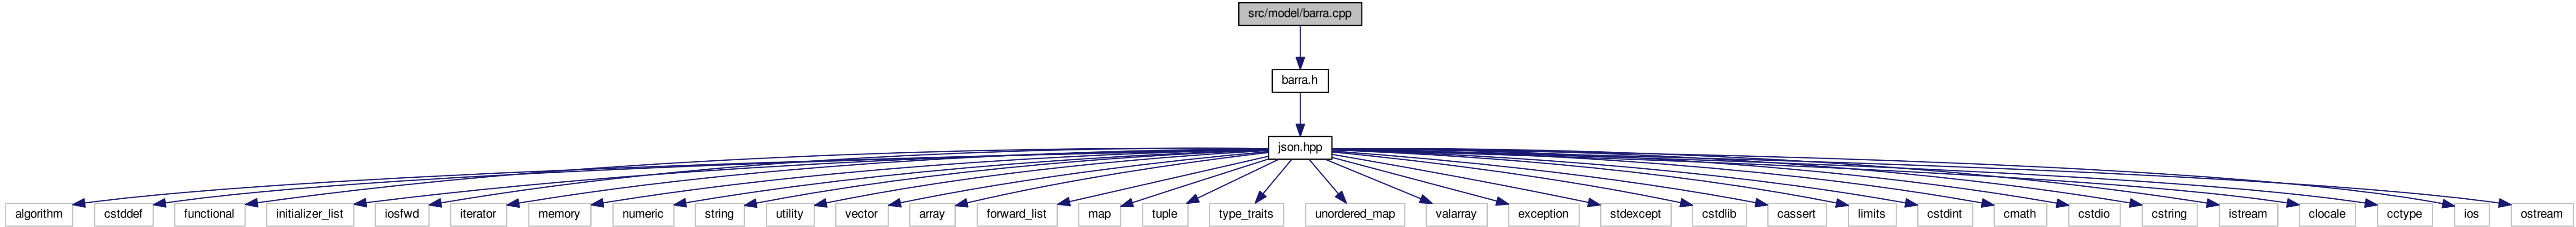 src/model/barra.cpp
barra.h
json.hpp
algorithm
cstddef
functional
initializer_list
iosfwd
iterator
memory
numeric
string
utility
vector
array
forward_list
map
tuple
type_traits
unordered_map
valarray
exception
stdexcept
cstdlib
cassert
limits
cstdint
cmath
cstdio
cstring
istream
clocale
cctype
ios
ostream